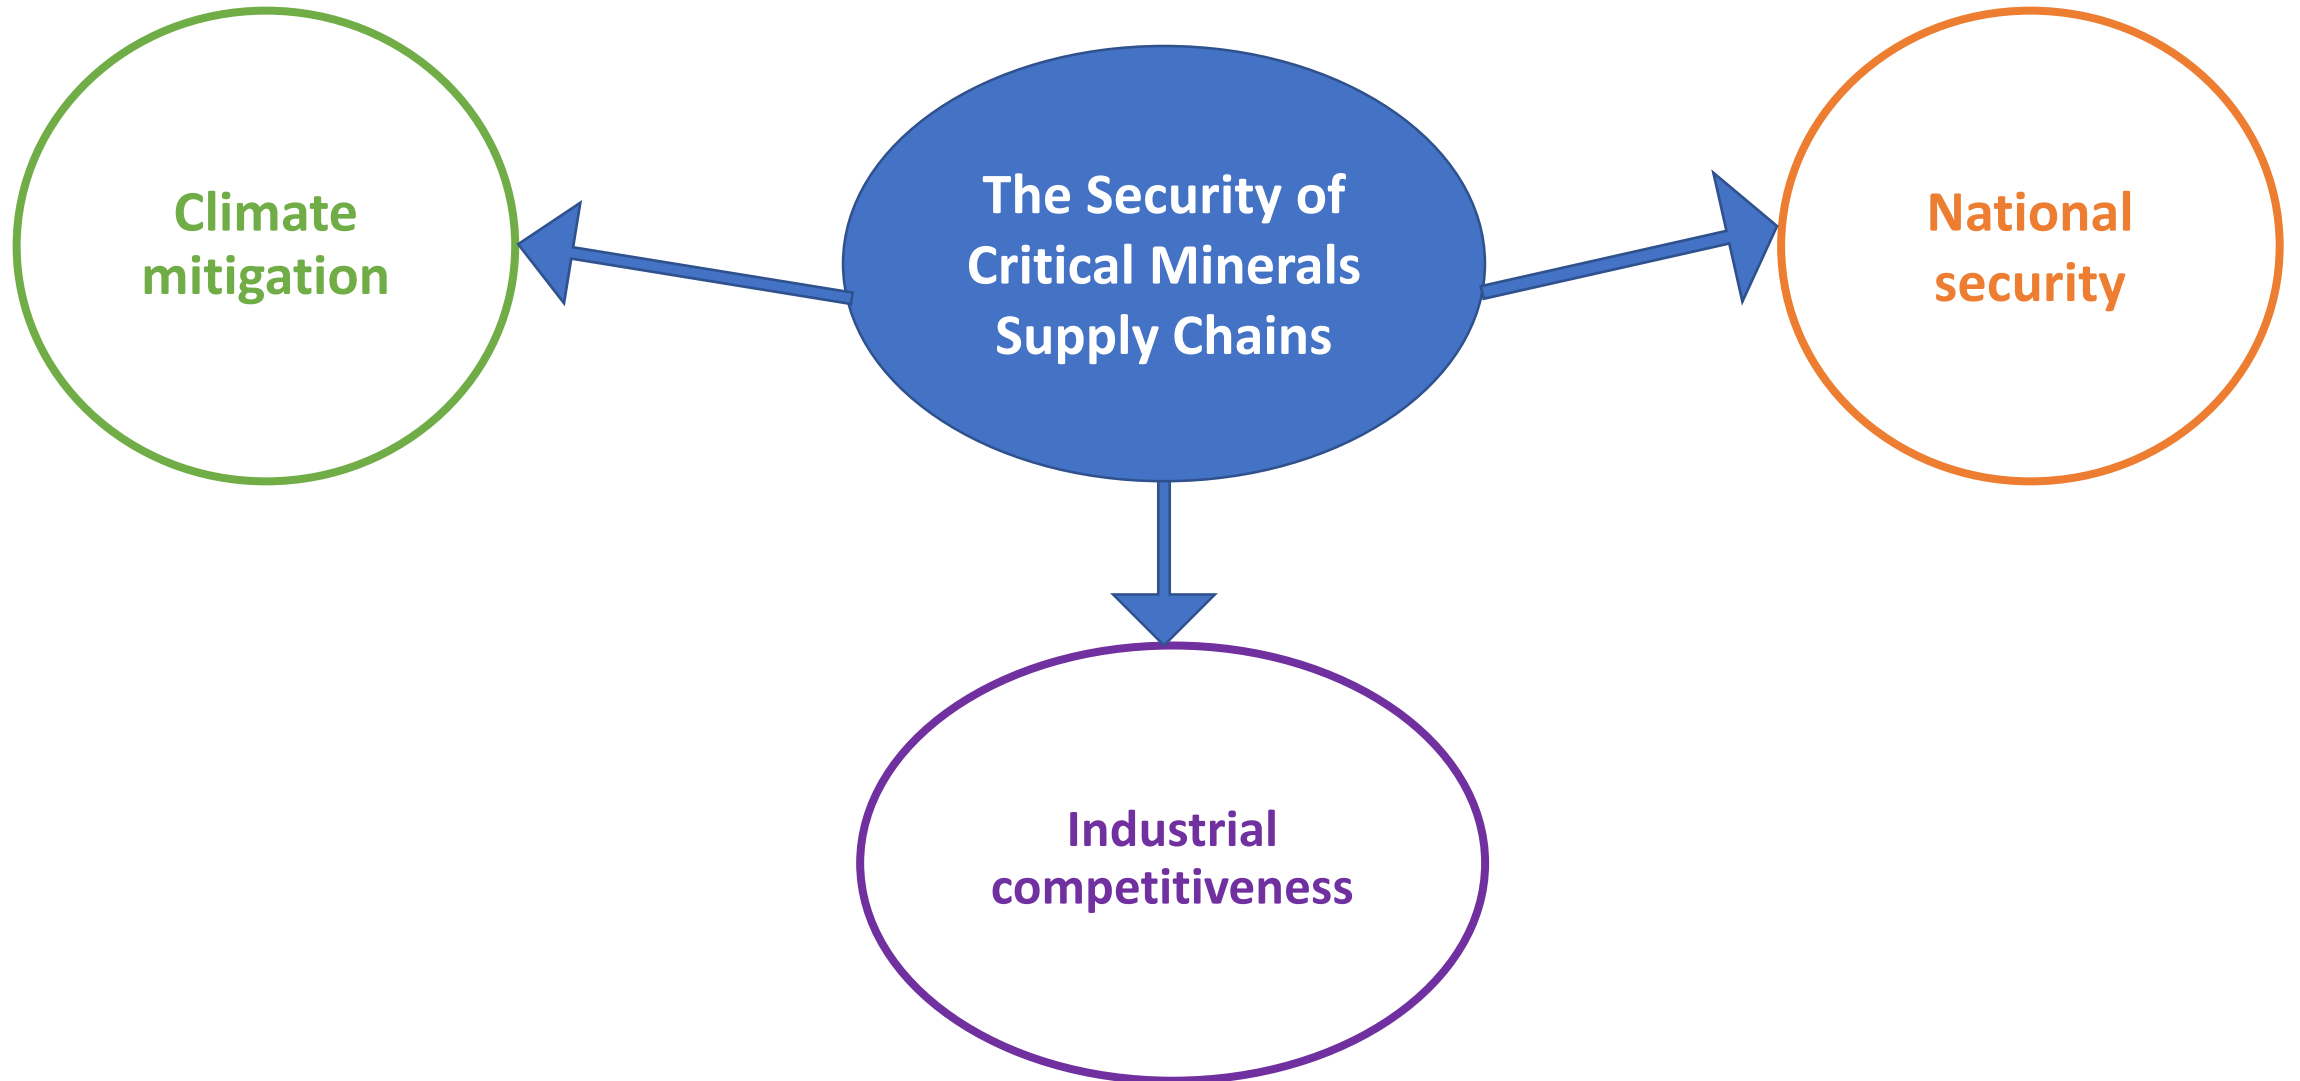 Climate
mitigation
The Security of
Critical Minerals
Supply Chains
National
security
Industrial
competitiveness